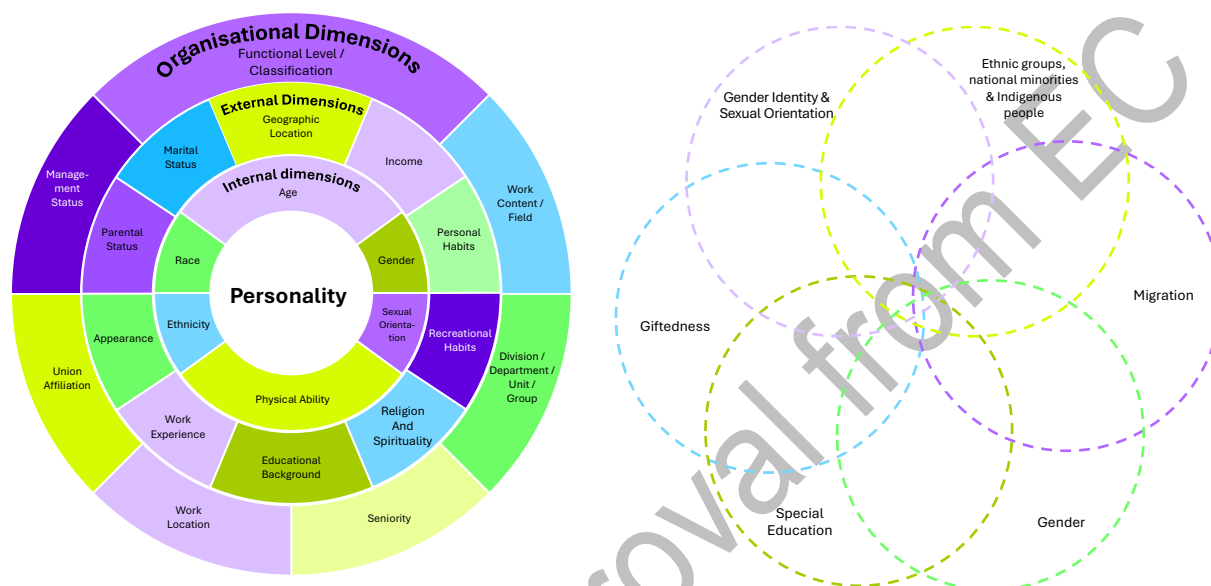 Organisational Dimensions
Functional Level /
Classification
External Dimensions
Geographic
Location
Marital
Status
Income
Internal dimensions
Age
Manage-
ment
Status
Work
Content /
Field
Parental
Status
Personal
Habits
Race
Gender
Personality
Ethnicity
Sexual
Orienta-
tion
Appearance
Recreational
Habits
Union
Affiliation
Division /
Department /
Unit /
Group
Physical Ability
Work
Experience
Religion
And
Spirituality
Educational
Background
Work
Location
Seniority
Gender Identity &
Sexual Orientation
Ethnic groups,
national minorities
& Indigenous
people
Migration
Giftedness
Special
Education
Gender
roval from EC